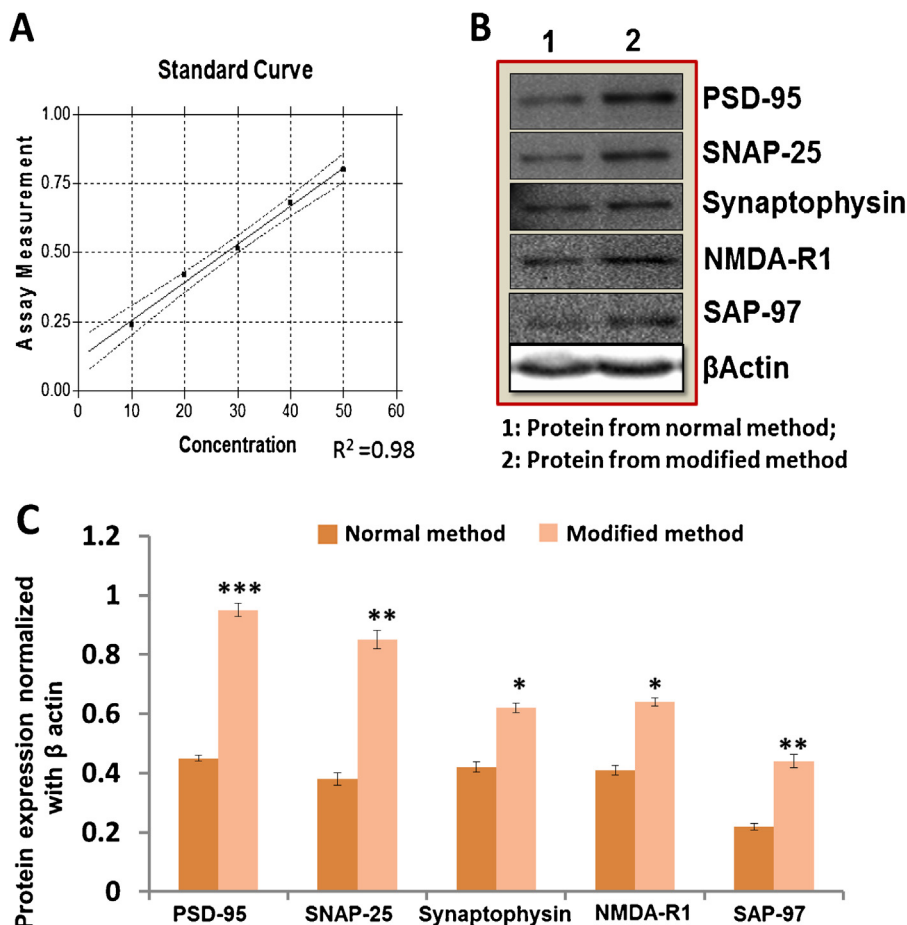 A
Standard Curve
Assay Measurement
1.00
0.75
0.50
0.25
0.00
10 20 30 40 50 60
Concentration
R² =0.98
B
1 2
PSD-95
SNAP-25
Synaptophysin
NMDA-R1
SAP-97
βActin
1: Protein from normal method;
2: Protein from modified method
C
Normal method Modified method
Protein expression normalized
with β actin
1.2
1
0.8
0.6
0.4
0.2
0
***
**
*
*
**
PSD-95 SNAP-25 Synaptophysin NMDA-R1 SAP-97